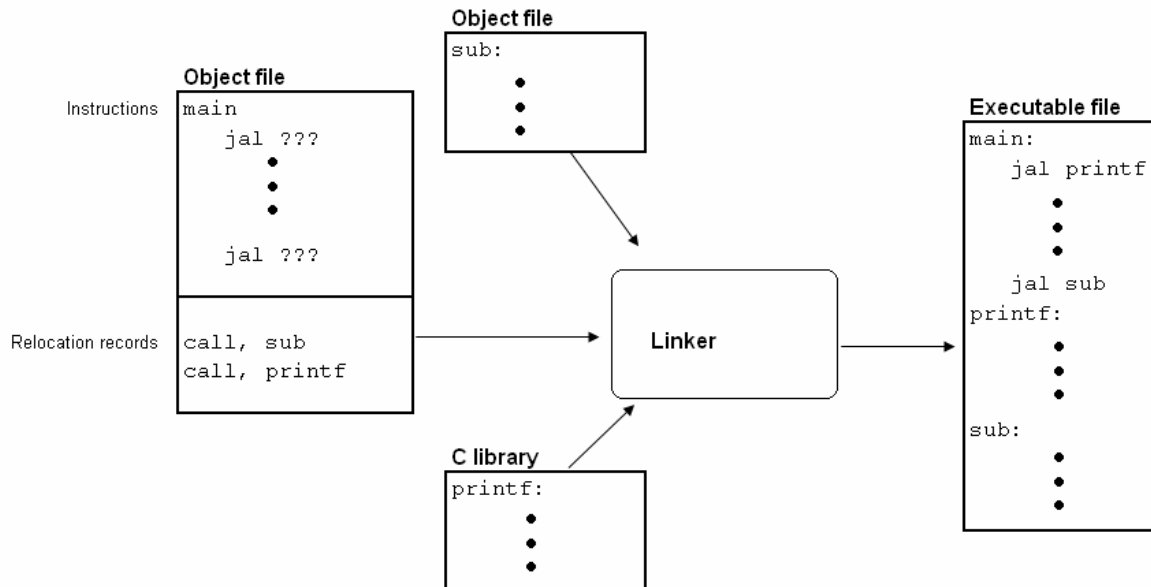 Object file
sub:
Object file
Instructions
main
jal ???
jal ???
Relocation records
call, sub
call, printf
C library
printf:
Linker
Executable file
main:
jal printf
jal sub
printf:
sub: